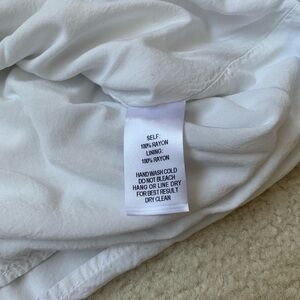 SELF:
100% RAYON
LINING:
100% RAYON
HAND WASH COLD
DO NOT BLEACH
HANG OR LINE DRY
FOR BEST RESULT
DRY CLEAN